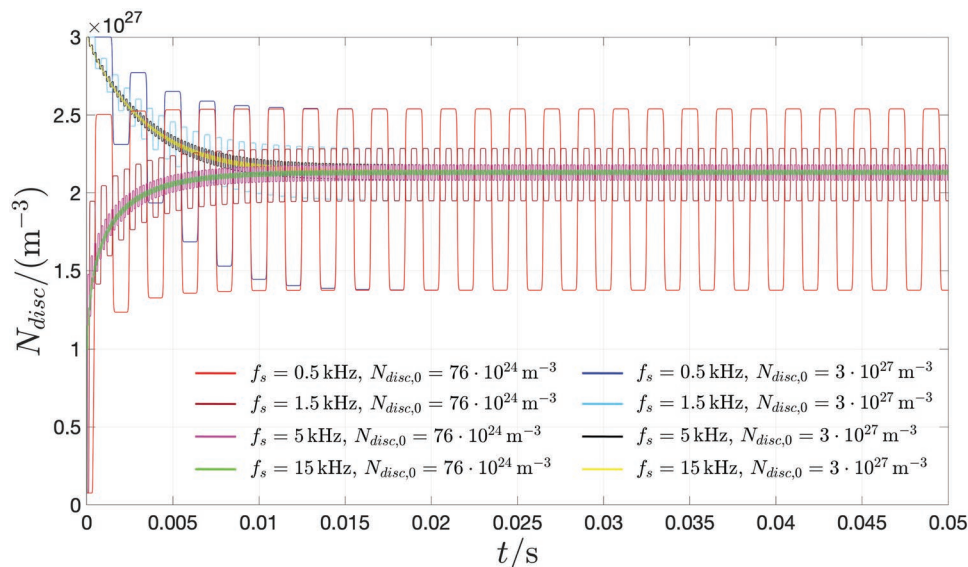 ×10^27
3
2.5
2
1.5
1
0.5
0
N_disc/(m^−3)
f_s = 0.5 kHz, N_disc,0 = 76 · 10^24 m^−3
f_s = 1.5 kHz, N_disc,0 = 76 · 10^24 m^−3
f_s = 5 kHz, N_disc,0 = 76 · 10^24 m^−3
f_s = 15 kHz, N_disc,0 = 76 · 10^24 m^−3
f_s = 0.5 kHz, N_disc,0 = 3 · 10^27 m^−3
f_s = 1.5 kHz, N_disc,0 = 3 · 10^27 m^−3
f_s = 5 kHz, N_disc,0 = 3 · 10^27 m^−3
f_s = 15 kHz, N_disc,0 = 3 · 10^27 m^−3
0 0.005 0.01 0.015 0.02 0.025 0.03 0.035 0.04 0.045 0.05
t/s